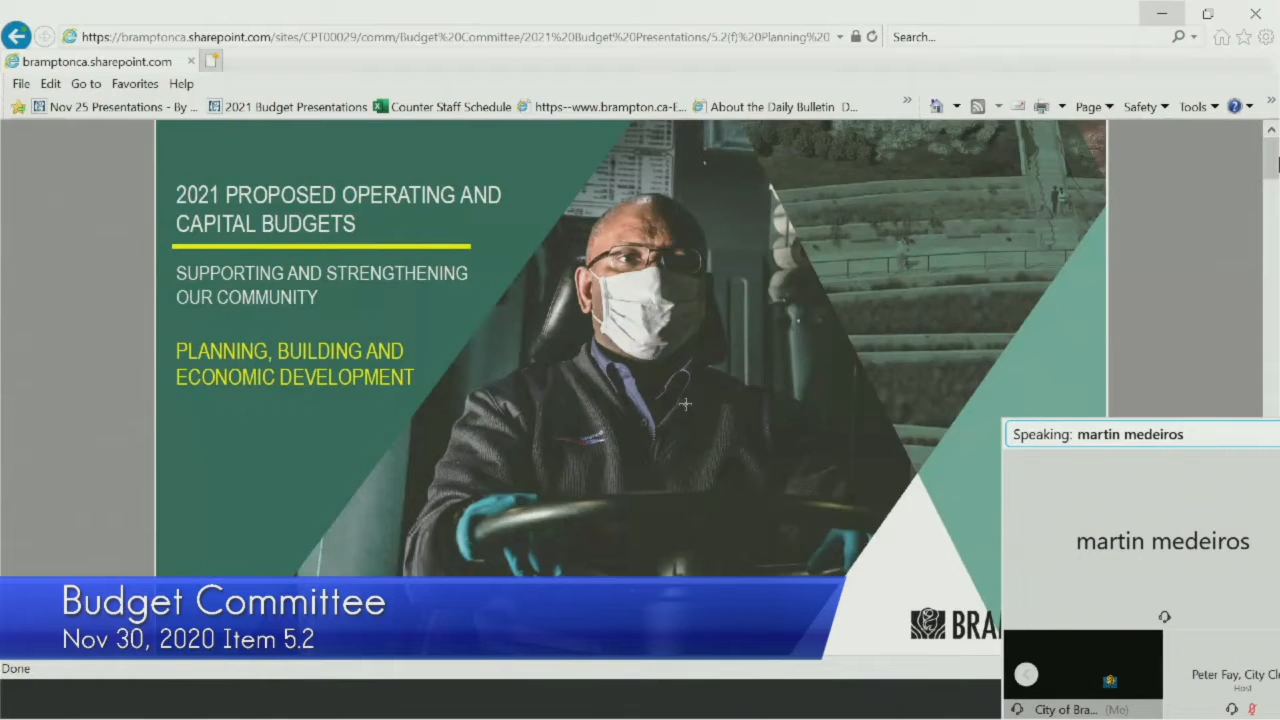 https://bramptonca.sharepoint.com/sites/CPT00029/comm/Budget%20Committee/2021%20Budget%20Presentations/5.2(f)%20Planning%20
Search...
bramptonca.sharepoint.com
File Edit Go to Favorites Help
Nov 25 Presentations - By ... 2021 Budget Presentations Counter Staff Schedule https--www.brampton.ca-E... About the Daily Bulletin D... Page Safety Tools
2021 PROPOSED OPERATING AND
CAPITAL BUDGETS
SUPPORTING AND STRENGTHENING
OUR COMMUNITY
PLANNING, BUILDING AND
ECONOMIC DEVELOPMENT
Speaking: martin medeiros
martin medeiros
Budget Committee
Nov 30, 2020 Item 5.2
BRA
Peter Fay, City Cl
Host
Done
City of Bra... (Me)